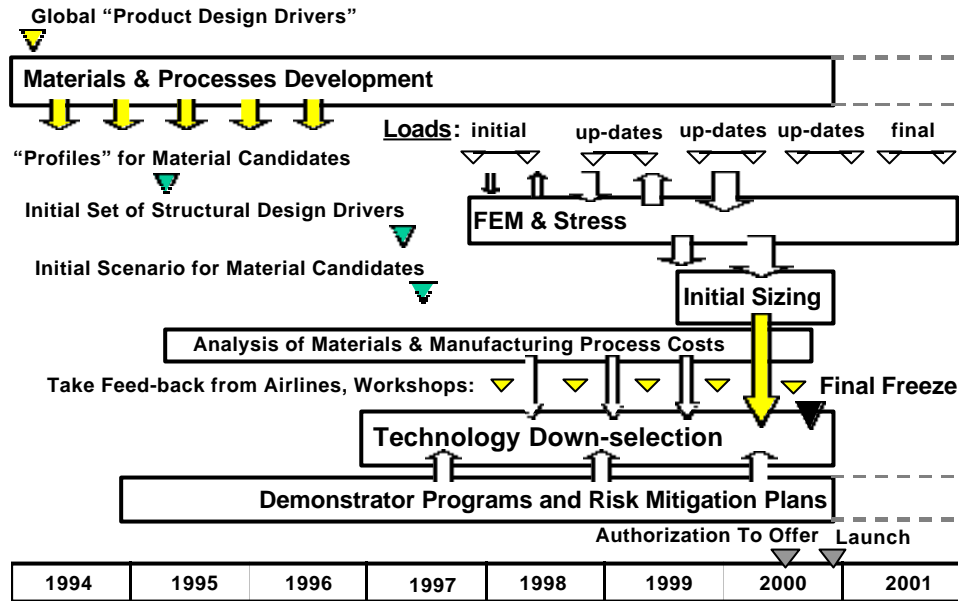 Global “Product Design Drivers”
Materials & Processes Development
Loads: initial up-dates up-dates up-dates final
“Profiles” for Material Candidates
Initial Set of Structural Design Drivers
FEM & Stress
Initial Scenario for Material Candidates
Initial Sizing
Analysis of Materials & Manufacturing Process Costs
Take Feed-back from Airlines, Workshops:
Final Freeze
Technology Down-selection
Demonstrator Programs and Risk Mitigation Plans
Authorization To Offer Launch
1994 1995 1996 1997 1998 1999 2000 2001